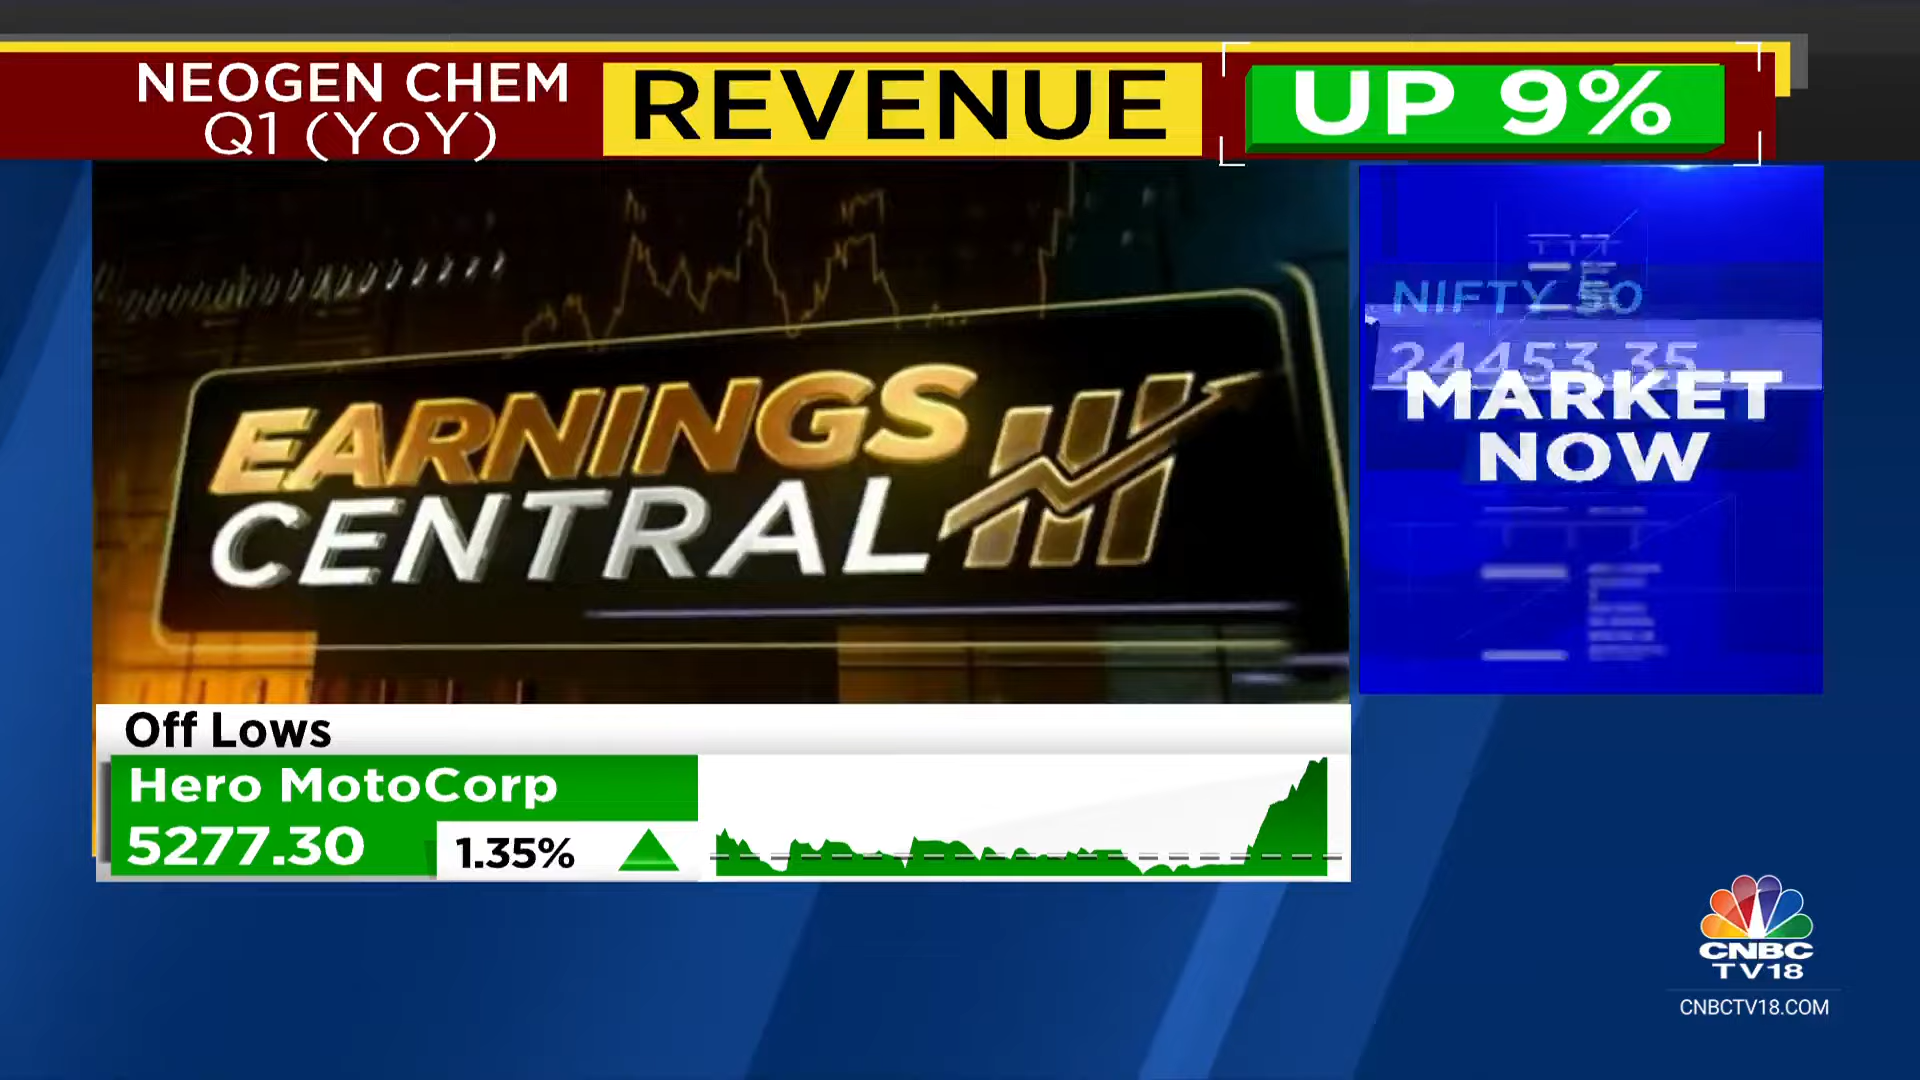 NEOGEN CHEM
Q1 (YoY)
REVENUE
UP 9%
EARNINGS
CENTRAL
NIFTY 50
24453.35
MARKET
NOW
Off Lows
Hero MotoCorp
5277.30
1.35%
CNBC
TV18
CNBCTV18.COM